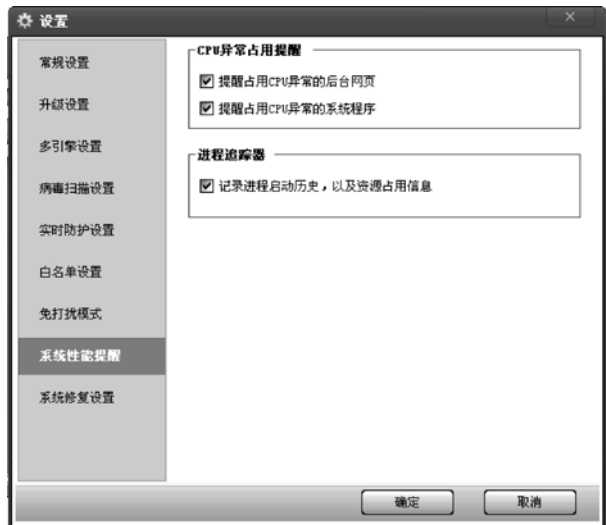 设置
常规设置
升级设置
多引擎设置
病毒扫描设置
实时防护设置
白名单设置
免打扰模式
系统性能提醒
系统修复设置
CPU异常占用提醒
提醒占用CPU异常的后台网页
提醒占用CPU异常的系统程序
进程追踪器
记录进程启动历史，以及资源占用信息
确定
取消